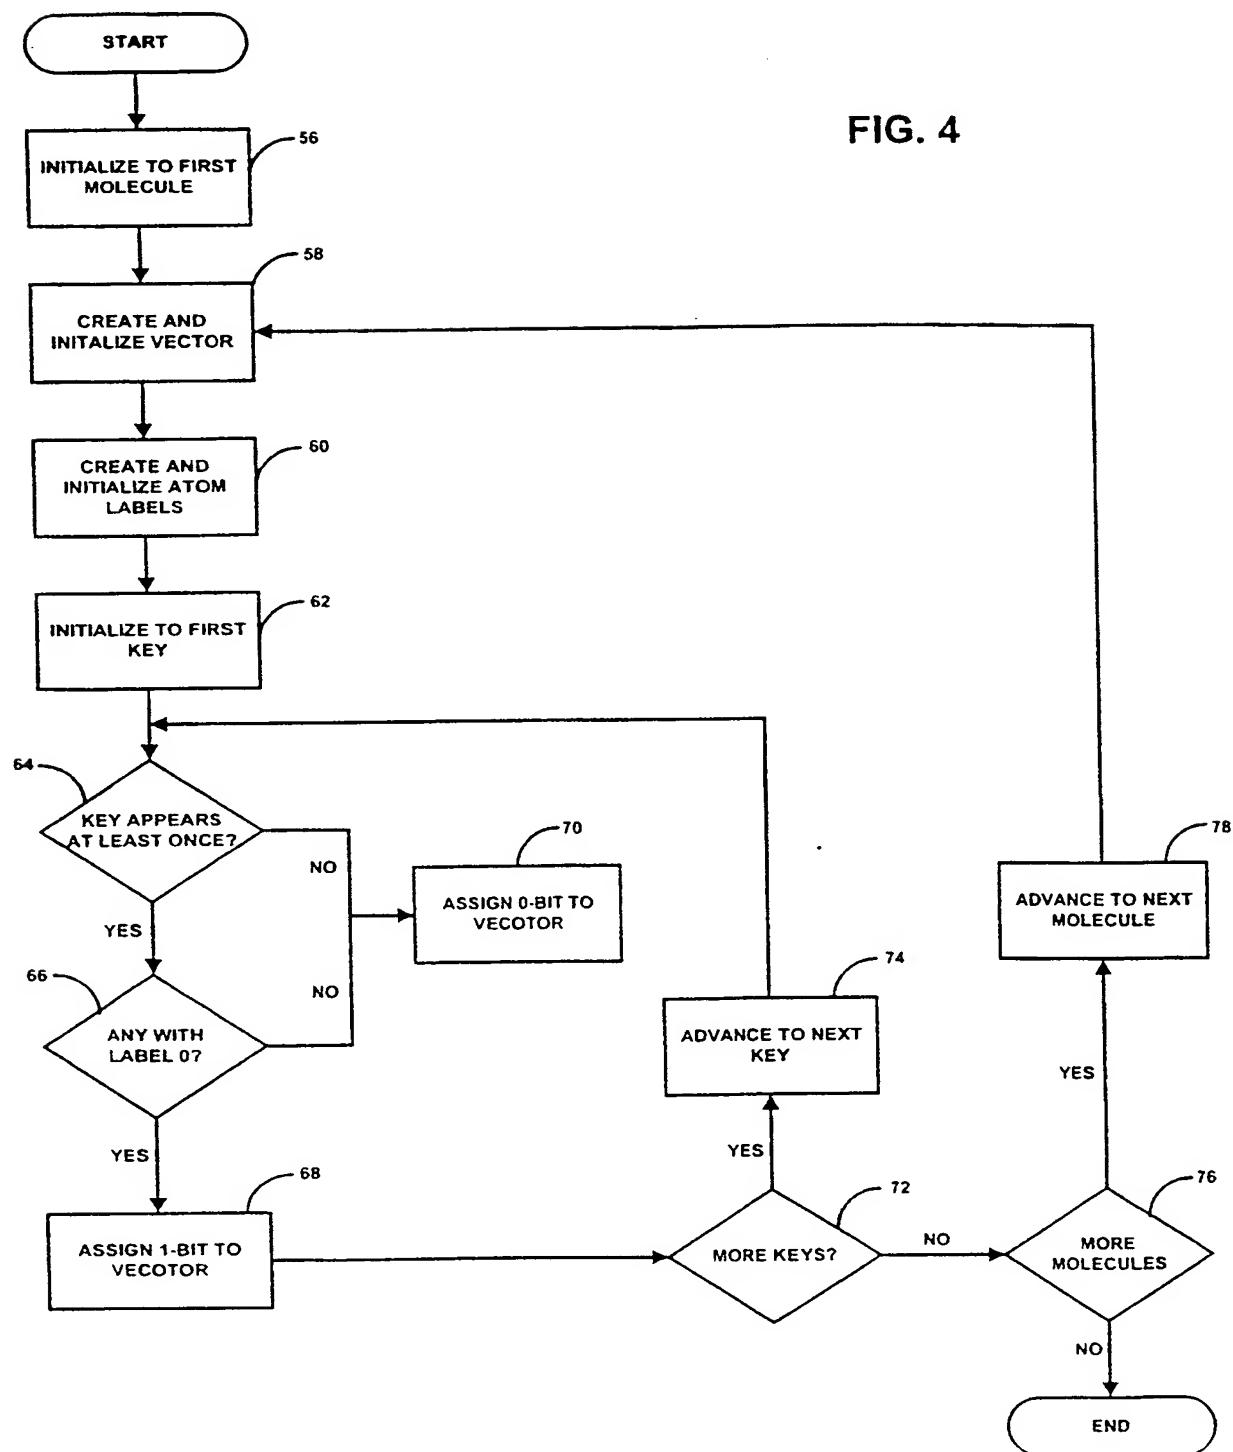 START
FIG. 4
56
INITIALIZE TO FIRST
MOLECULE
58
CREATE AND
INITALIZE VECTOR
60
CREATE AND
INITIALIZE ATOM
LABELS
62
INITIALIZE TO FIRST
KEY
64
KEY APPEARS
AT LEAST ONCE?
NO
70
ASSIGN 0-BIT TO
VECOTOR
78
ADVANCE TO NEXT
MOLECULE
YES
66
NO
ANY WITH
LABEL 0?
74
ADVANCE TO NEXT
KEY
YES
YES
YES
68
ASSIGN 1-BIT TO
VECOTOR
72
MORE KEYS?
NO
76
MORE
MOLECULES
NO
END